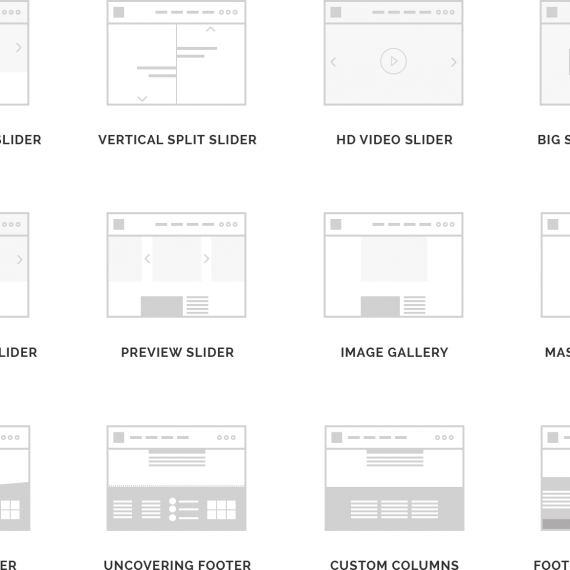 SLIDER VERTICAL SPLIT SLIDER HD VIDEO SLIDER BIG S
LIDER PREVIEW SLIDER IMAGE GALLERY MAS
ER UNCOVERING FOOTER CUSTOM COLUMNS FOOT